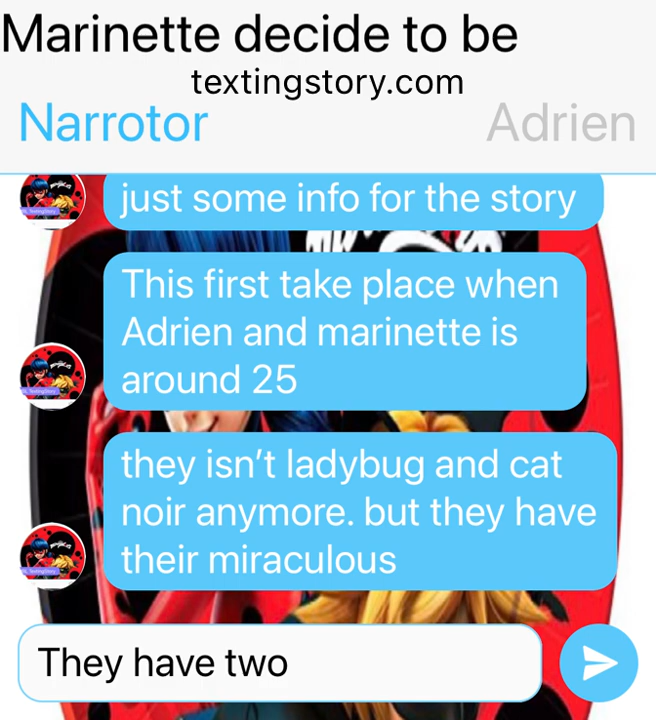 Marinette decide to be
textingstory.com
Narrotor
Adrien
just some info for the story
This first take place when
Adrien and marinette is
around 25
they isn’t ladybug and cat
noir anymore. but they have
their miraculous
They have two